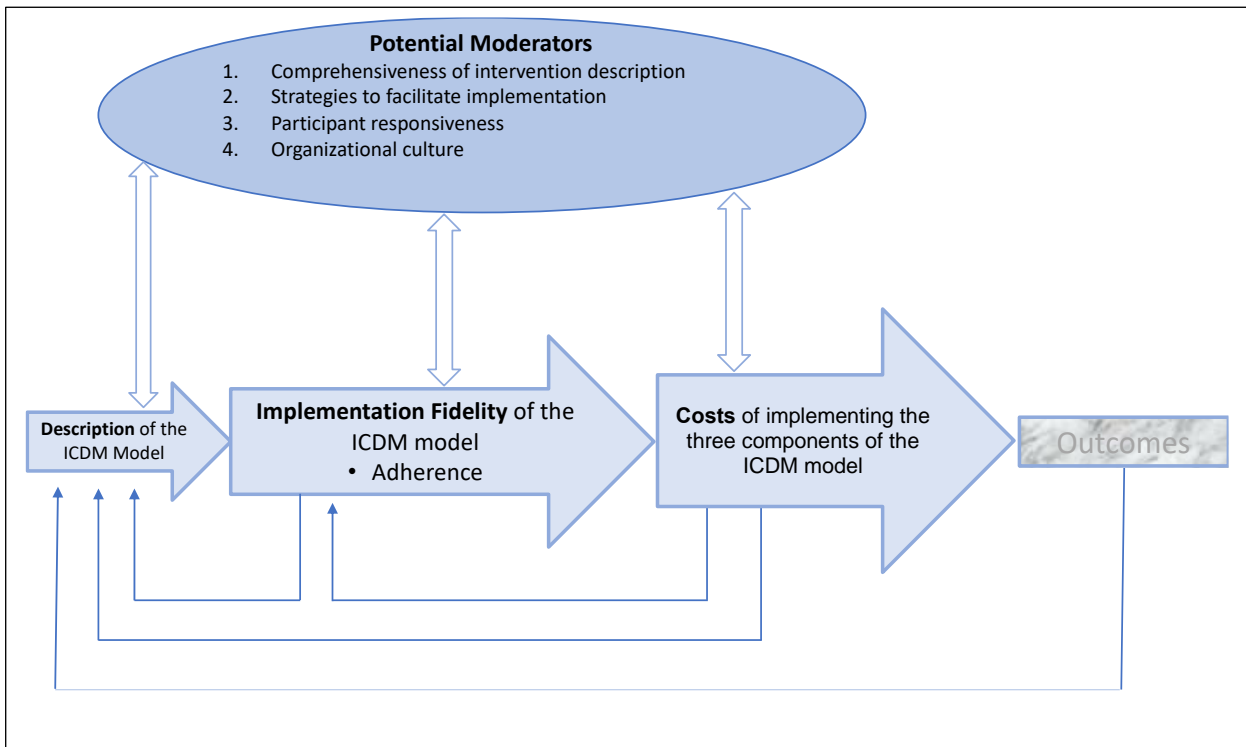 Potential Moderators
1. Comprehensiveness of intervention description
2. Strategies to facilitate implementation
3. Participant responsiveness
4. Organizational culture
Description of the
ICDM Model
Implementation Fidelity of the
ICDM model
• Adherence
Costs of implementing the
three components of the
ICDM model
Outcomes